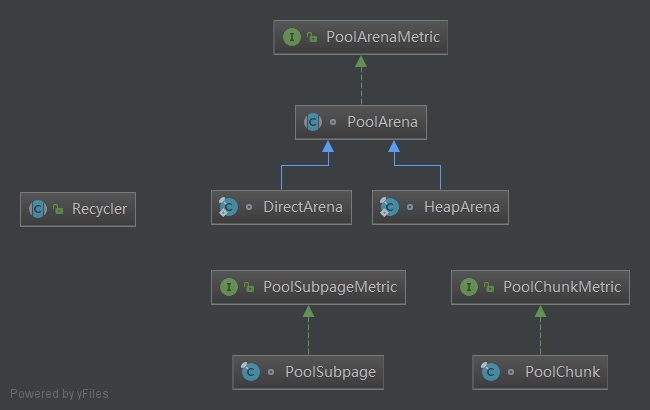 PoolArenaMetric
PoolArena
Recycler
DirectArena
HeapArena
PoolSubpageMetric
PoolChunkMetric
PoolSubpage
PoolChunk
Powered by yFiles